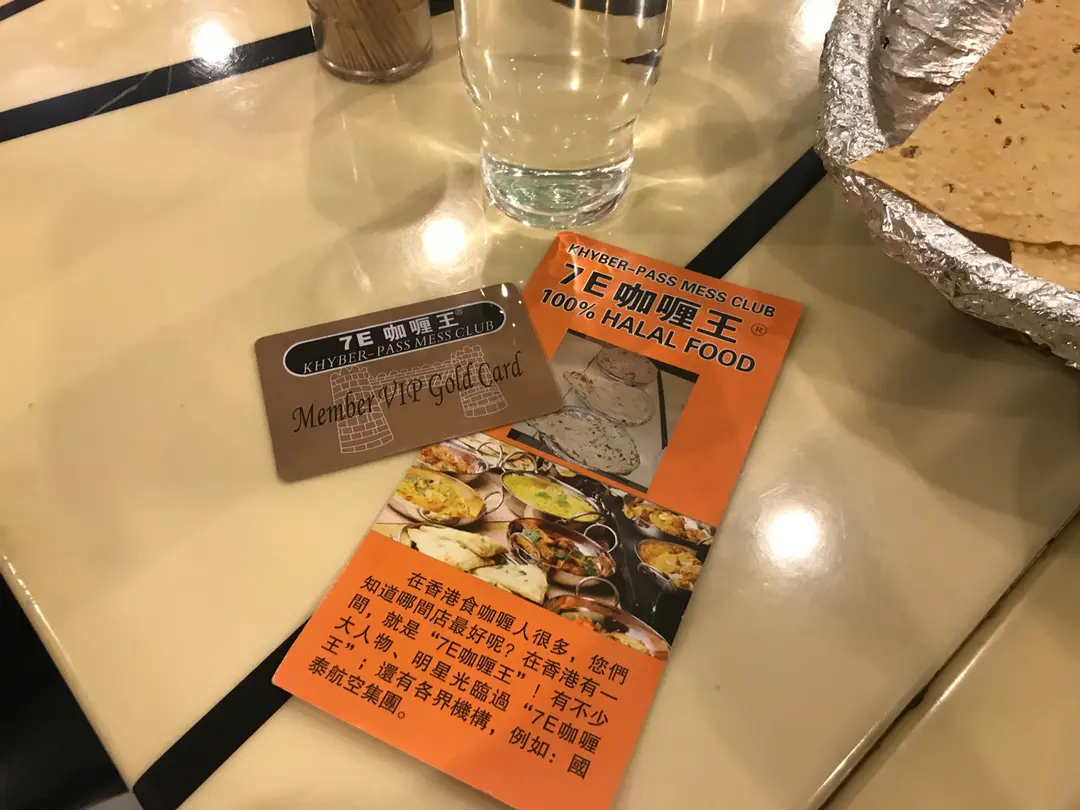 7E 咖喱王®
KHYBER-PASS MESS CLUB
Member VIP Gold Card
KHYBER-PASS MESS CLUB
7E 咖喱王®
100% HALAL FOOD
在香港食咖喱人很多，您們
知道哪間店最好呢？在香港有一
間，就是“7E咖喱王”！有不少
大人物、明星光臨過“7E咖喱
王”；還有各界機構，例如：國
泰航空集團。